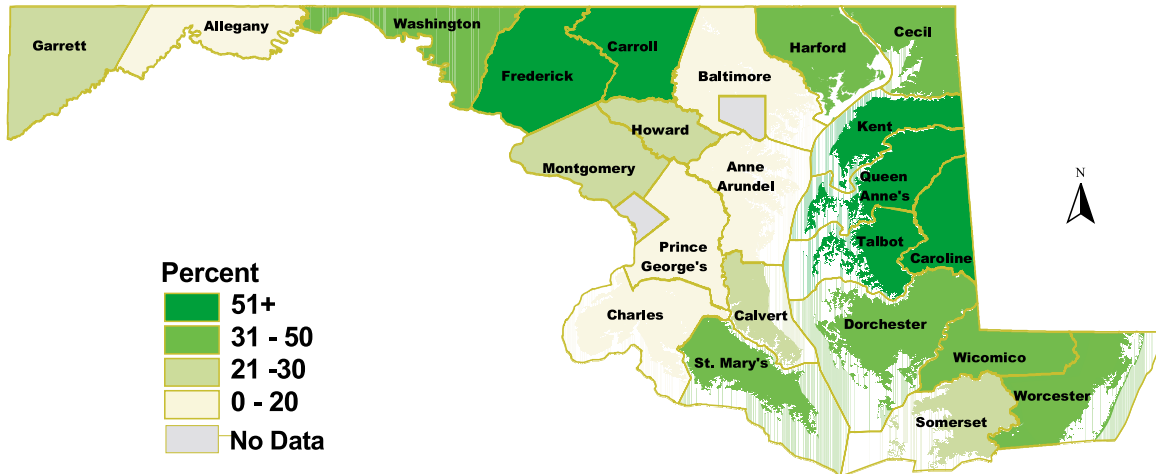 Garrett
Allegany
Washington
Frederick
Carroll
Baltimore
Harford
Cecil
Kent
Howard
Montgomery
Anne
Arundel
Queen
Anne's
Talbot
Caroline
Prince
George's
Charles
Calvert
St. Mary's
Dorchester
Wicomico
Worcester
Somerset
N
Percent
51+
31 - 50
21 -30
0 - 20
No Data